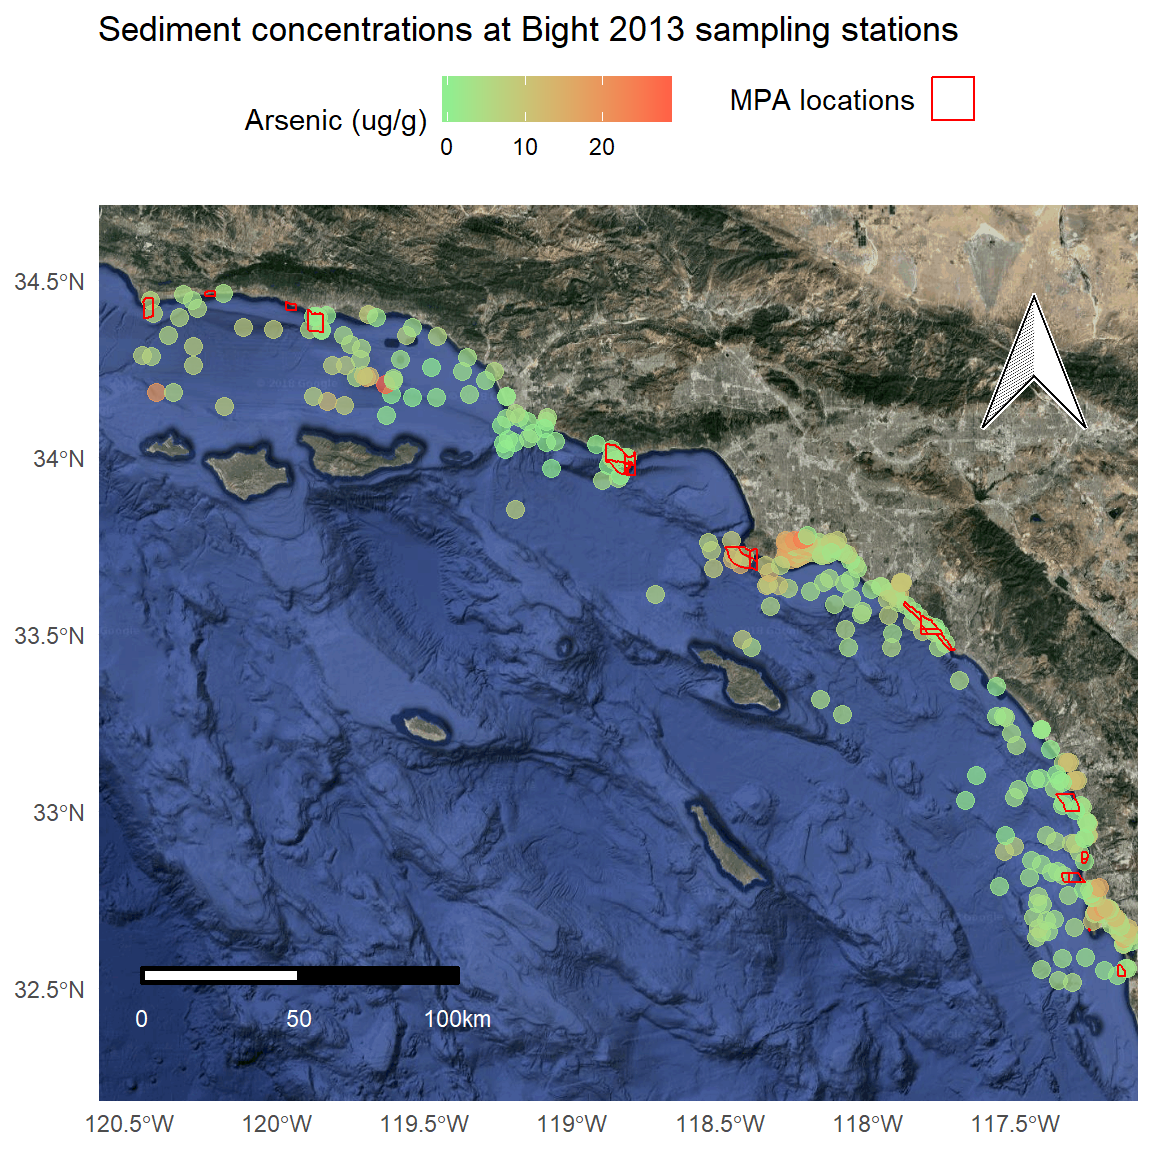 Sediment concentrations at Bight 2013 sampling stations
Arsenic (ug/g)
0 10 20
MPA locations
34.5°N
34°N
33.5°N
33°N
32.5°N
0 50 100km
120.5°W 120°W 119.5°W 119°W 118.5°W 118°W 117.5°W